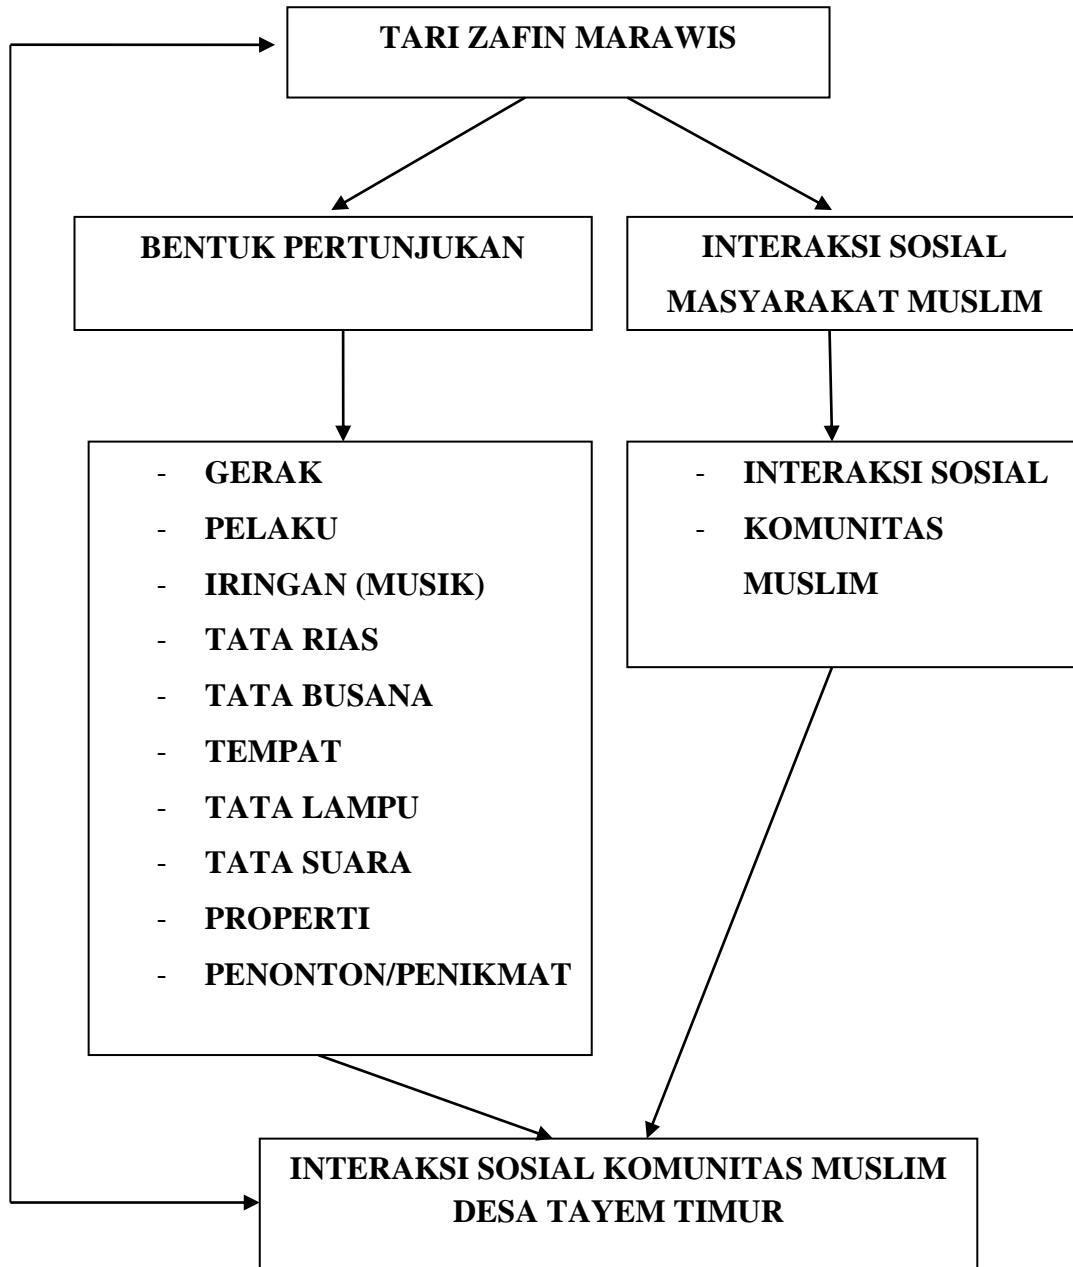 TARI ZAFIN MARAWIS
BENTUK PERTUNJUKAN
INTERAKSI SOSIAL
MASYARAKAT MUSLIM
- GERAK
- PELAKU
- IRINGAN (MUSIK)
- TATA RIAS
- TATA BUSANA
- TEMPAT
- TATA LAMPU
- TATA SUARA
- PROPERTI
- PENONTON/PENIKMAT
- INTERAKSI SOSIAL
- KOMUNITAS
MUSLIM
INTERAKSI SOSIAL KOMUNITAS MUSLIM
DESA TAYEM TIMUR